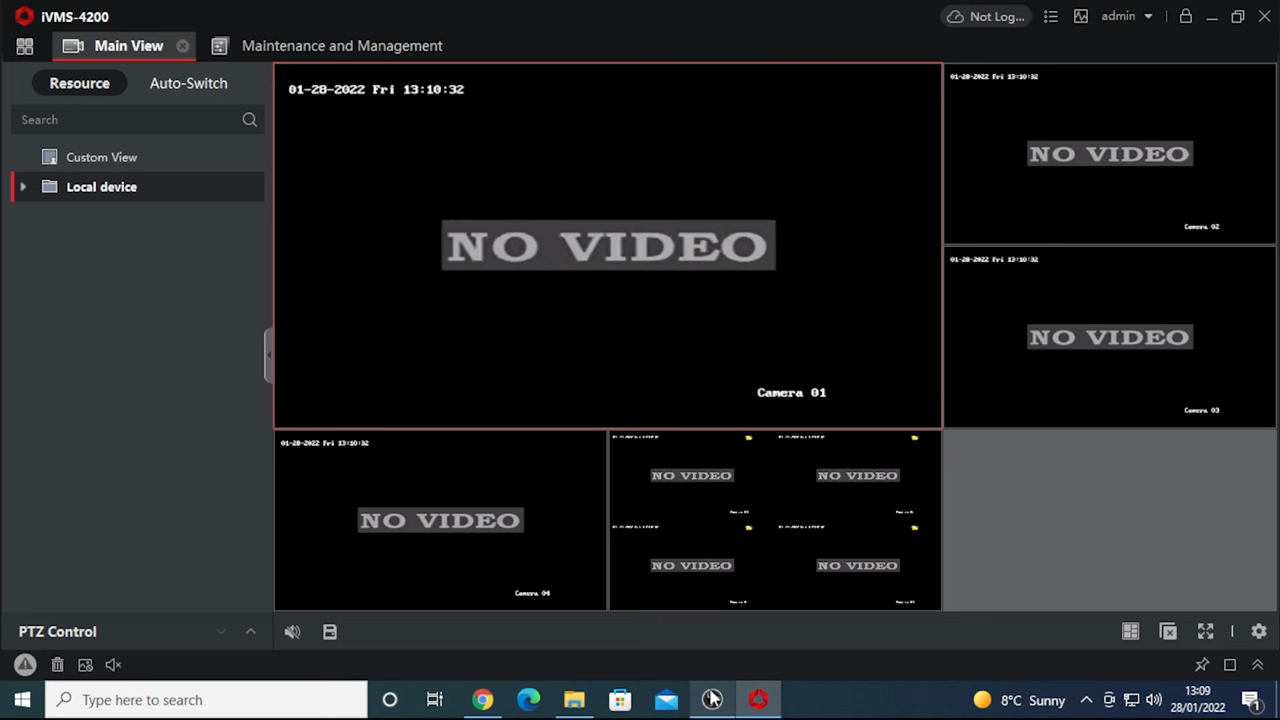 iVMS-4200
Not Log...
admin
Main View
Maintenance and Management
Resource
Auto-Switch
Search
Custom View
Local device
01-28-2022 Fri 13:10:32
NO VIDEO
Camera 01
01-28-2022 Fri 13:10:32
NO VIDEO
Camera 02
01-28-2022 Fri 13:10:32
NO VIDEO
Camera 03
01-28-2022 Fri 13:10:32
NO VIDEO
Camera 04
NO VIDEO
NO VIDEO
NO VIDEO
NO VIDEO
PTZ Control
Type here to search
8°C Sunny
13:09
28/01/2022
1